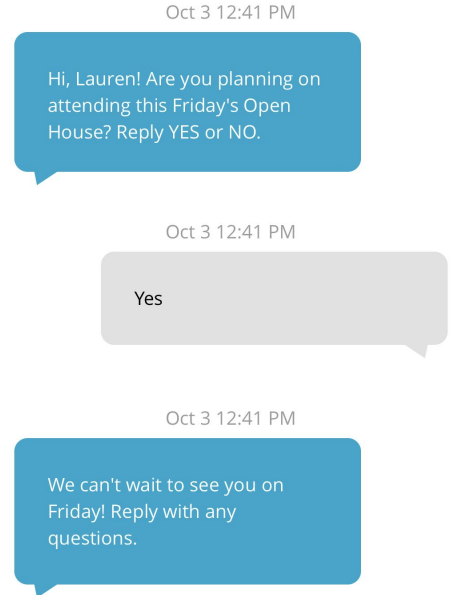 Oct 3 12:41 PM
Hi, Lauren! Are you planning on
attending this Friday's Open
House? Reply YES or NO.
Oct 3 12:41 PM
Yes
Oct 3 12:41 PM
We can't wait to see you on
Friday! Reply with any
questions.